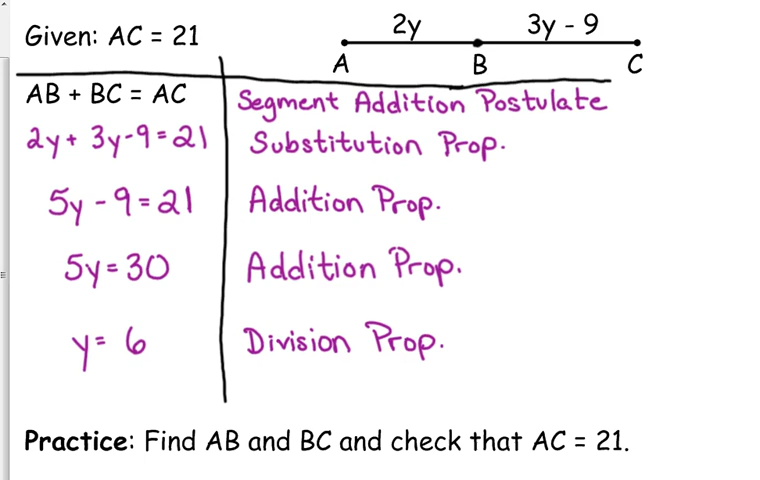 Given: AC = 21
2y 3y - 9
A B C
AB + BC = AC Segment Addition Postulate
2y + 3y - 9 = 21 Substitution Prop.
5y - 9 = 21 Addition Prop.
5y = 30 Addition Prop.
y = 6 Division Prop.
Practice: Find AB and BC and check that AC = 21.